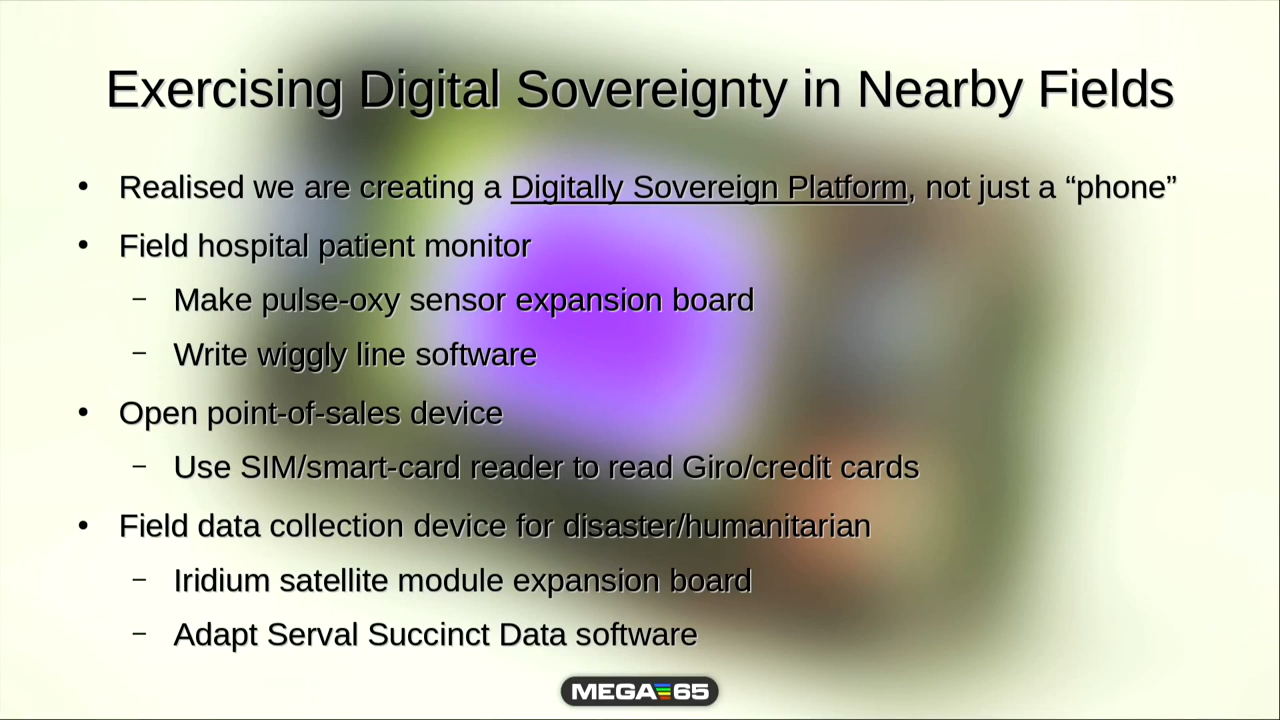 Exercising Digital Sovereignty in Nearby Fields
• Realised we are creating a Digitally Sovereign Platform, not just a “phone”
• Field hospital patient monitor
– Make pulse-oxy sensor expansion board
– Write wiggly line software
• Open point-of-sales device
– Use SIM/smart-card reader to read Giro/credit cards
• Field data collection device for disaster/humanitarian
– Iridium satellite module expansion board
– Adapt Serval Succinct Data software
MEGA 65